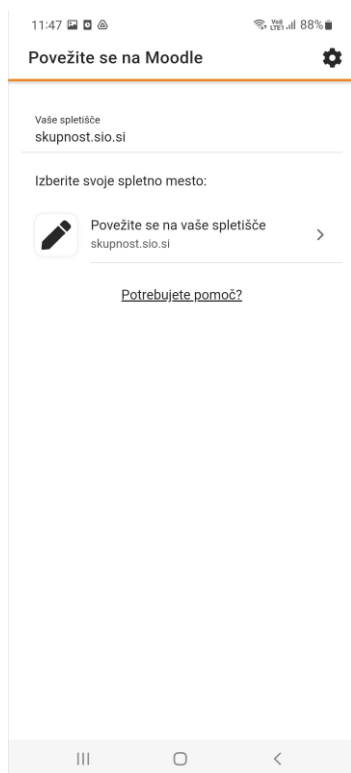 11:47 88%
Povežite se na Moodle
Vaše spletišče
skupnost.sio.si
Izberite svoje spletno mesto:
Povežite se na vaše spletišče
skupnost.sio.si
Potrebujete pomoč?